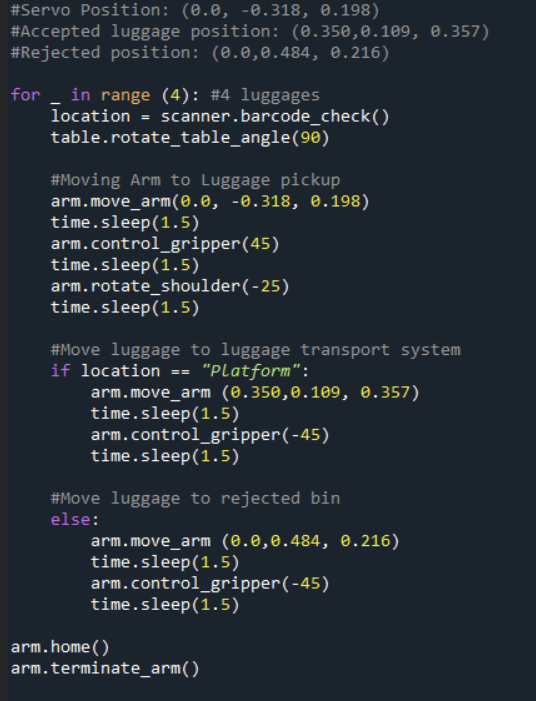 #Servo Position: (0.0, -0.318, 0.198)
#Accepted luggage position: (0.350,0.109, 0.357)
#Rejected position: (0.0,0.484, 0.216)

for _ in range (4): #4 luggages
    location = scanner.barcode_check()
    table.rotate_table_angle(90)

    #Moving Arm to Luggage pickup
    arm.move_arm(0.0, -0.318, 0.198)
    time.sleep(1.5)
    arm.control_gripper(45)
    time.sleep(1.5)
    arm.rotate_shoulder(-25)
    time.sleep(1.5)

    #Move luggage to luggage transport system
    if location == "Platform":
        arm.move_arm (0.350,0.109, 0.357)
        time.sleep(1.5)
        arm.control_gripper(-45)
        time.sleep(1.5)

    #Move luggage to rejected bin
    else:
        arm.move_arm (0.0,0.484, 0.216)
        time.sleep(1.5)
        arm.control_gripper(-45)
        time.sleep(1.5)

arm.home()
arm.terminate_arm()